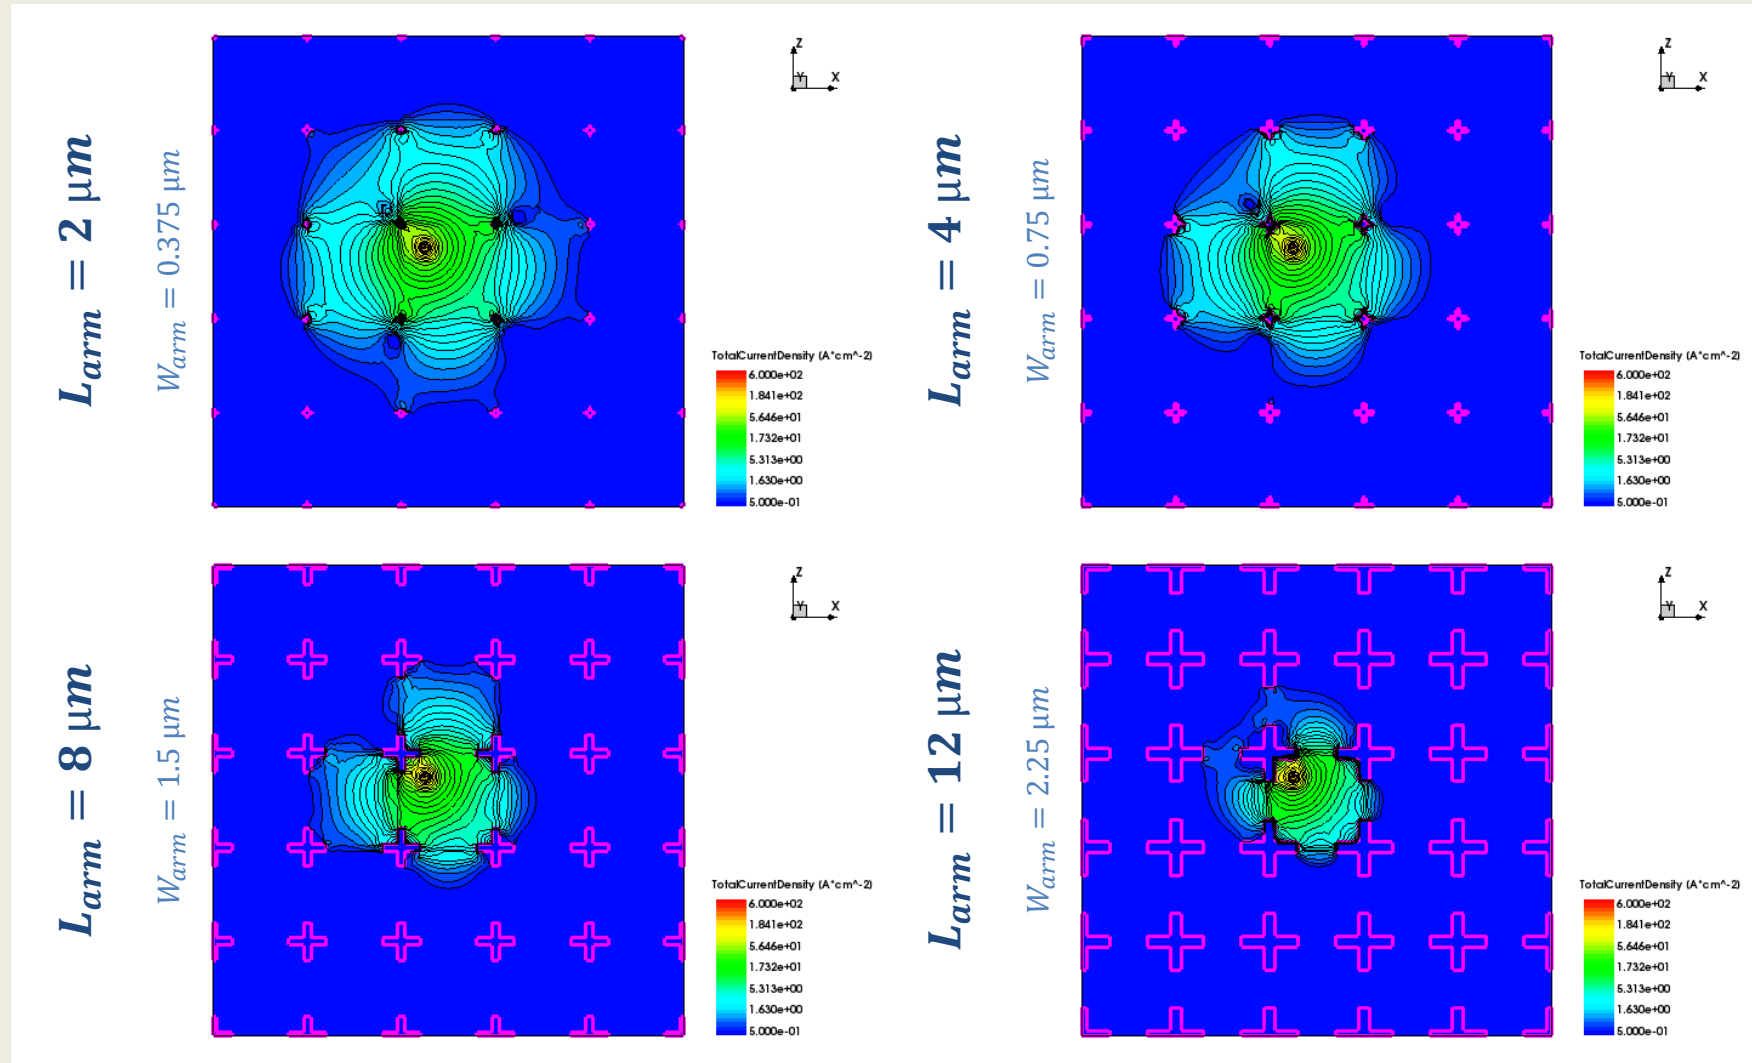 L_arm = 2 μm
W_arm = 0.375 μm
Z
Y
X
TotalCurrentDensity (A*cm^-2)
6.000e+02
1.841e+02
5.646e+01
1.732e+01
5.313e+00
1.630e+00
5.000e-01
L_arm = 4 μm
W_arm = 0.75 μm
Z
Y
X
TotalCurrentDensity (A*cm^-2)
6.000e+02
1.841e+02
5.646e+01
1.732e+01
5.313e+00
1.630e+00
5.000e-01
L_arm = 8 μm
W_arm = 1.5 μm
Z
Y
X
TotalCurrentDensity (A*cm^-2)
6.000e+02
1.841e+02
5.646e+01
1.732e+01
5.313e+00
1.630e+00
5.000e-01
L_arm = 12 μm
W_arm = 2.25 μm
Z
Y
X
TotalCurrentDensity (A*cm^-2)
6.000e+02
1.841e+02
5.646e+01
1.732e+01
5.313e+00
1.630e+00
5.000e-01